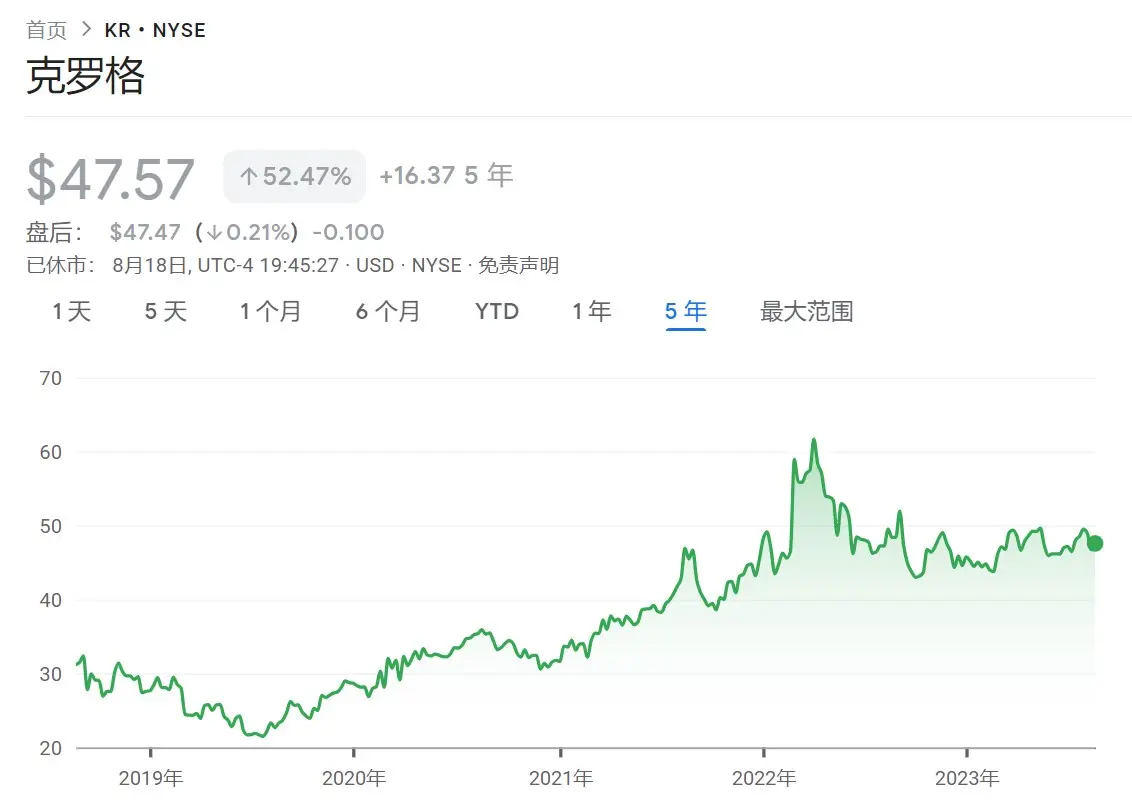 首页 > KR • NYSE
克罗格
$47.57 ↑52.47% +16.37 5 年
盘后： $47.47 (↓0.21%) -0.100
已休市： 8月18日, UTC-4 19:45:27 · USD · NYSE · 免责声明
1 天 5 天 1 个月 6 个月 YTD 1 年 5 年 最大范围
70
60
50
40
30
20
2019年 2020年 2021年 2022年 2023年